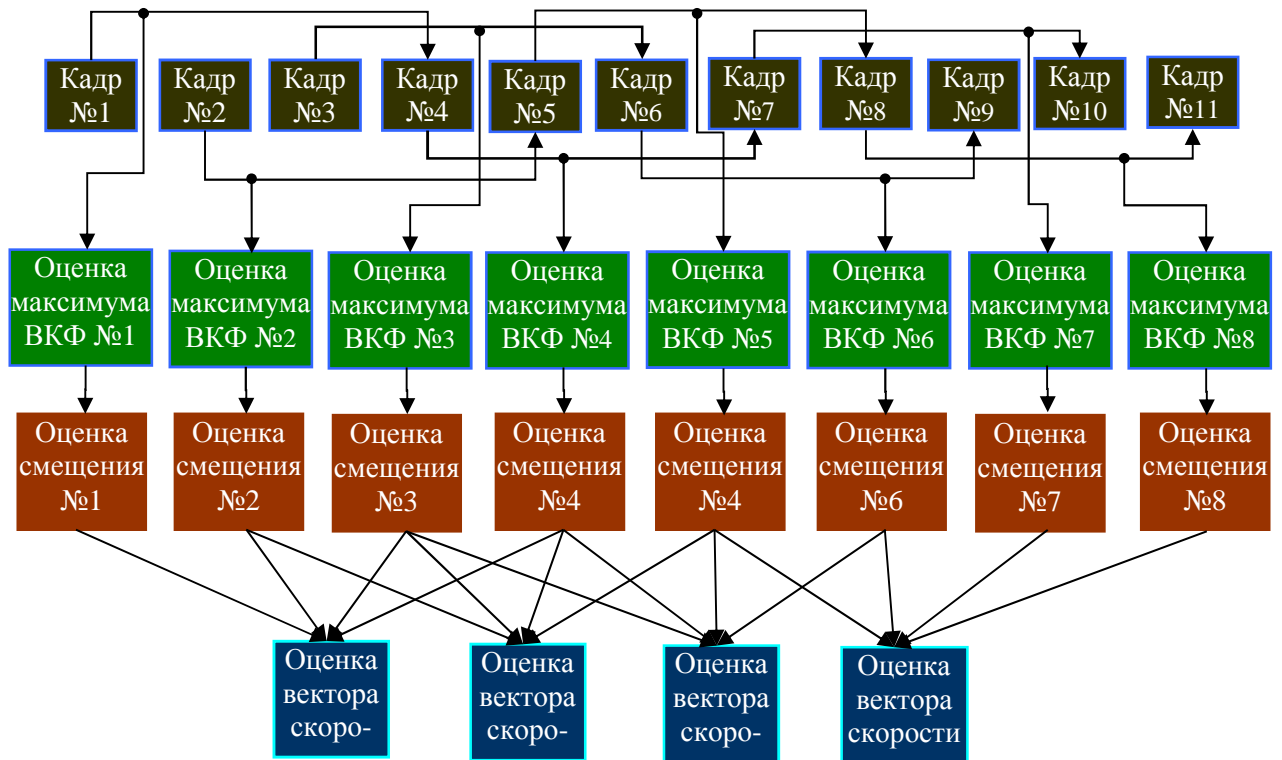 Кадр
№1
Кадр
№2
Кадр
№3
Кадр
№4
Кадр
№5
Кадр
№6
Кадр
№7
Кадр
№8
Кадр
№9
Кадр
№10
Кадр
№11
Оценка
максимума
ВКФ №1
Оценка
максимума
ВКФ №2
Оценка
максимума
ВКФ №3
Оценка
максимума
ВКФ №4
Оценка
максимума
ВКФ №5
Оценка
максимума
ВКФ №6
Оценка
максимума
ВКФ №7
Оценка
максимума
ВКФ №8
Оценка
смещения
№1
Оценка
смещения
№2
Оценка
смещения
№3
Оценка
смещения
№4
Оценка
смещения
№4
Оценка
смещения
№6
Оценка
смещения
№7
Оценка
смещения
№8
Оценка
вектора
скоро-
Оценка
вектора
скоро-
Оценка
вектора
скоро-
Оценка
вектора
скорости